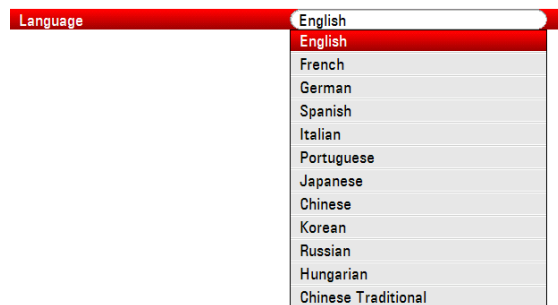 Language English
English
French
German
Spanish
Italian
Portuguese
Japanese
Chinese
Korean
Russian
Hungarian
Chinese Traditional